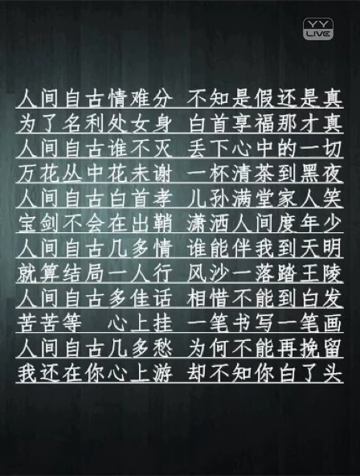 YY
LIVE
人间自古情难分 不知是假还是真
为了名利处女身 白首享福那才真
人间自古谁不灭 丢下心中的一切
万花丛中花未谢 一杯清茶到黑夜
人间自古白首孝 儿孙满堂家人笑
宝剑不会在出鞘 潇洒人间度年少
人间自古几多情 谁能伴我到天明
就算结局一人行 风沙一落踏王陵
人间自古多佳话 相惜不能到白发
苦苦等 心上挂 一笔书写一笔画
人间自古几多愁 为何不能再挽留
我还在你心上游 却不知你白了头